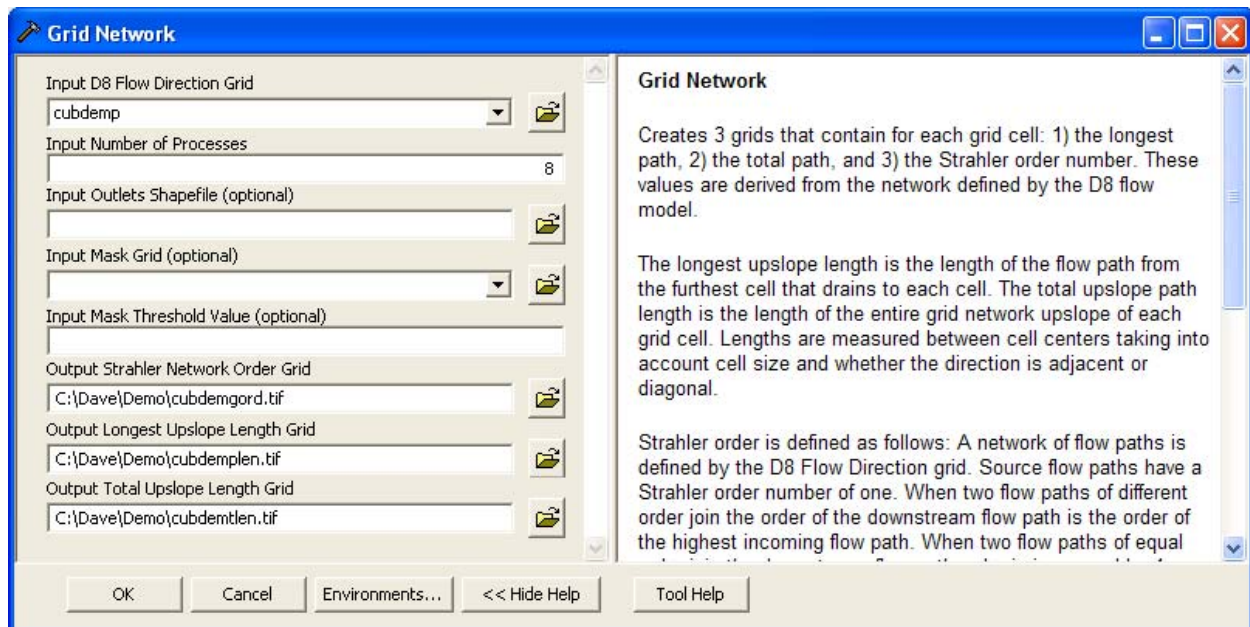 Grid Network
Input D8 Flow Direction Grid
cubdemp
Input Number of Processes
8
Input Outlets Shapefile (optional)
Input Mask Grid (optional)
Input Mask Threshold Value (optional)
Output Strahler Network Order Grid
C:\Dave\Demo\cubdemgord.tif
Output Longest Upslope Length Grid
C:\Dave\Demo\cubdemplen.tif
Output Total Upslope Length Grid
C:\Dave\Demo\cubdemtlen.tif
Grid Network
Creates 3 grids that contain for each grid cell: 1) the longest
path, 2) the total path, and 3) the Strahler order number. These
values are derived from the network defined by the D8 flow
model.
The longest upslope length is the length of the flow path from
the furthest cell that drains to each cell. The total upslope path
length is the length of the entire grid network upslope of each
grid cell. Lengths are measured between cell centers taking into
account cell size and whether the direction is adjacent or
diagonal.
Strahler order is defined as follows: A network of flow paths is
defined by the D8 Flow Direction grid. Source flow paths have a
Strahler order number of one. When two flow paths of different
order join the order of the downstream flow path is the order of
the highest incoming flow path. When two flow paths of equal
OK
Cancel
Environments...
<< Hide Help
Tool Help